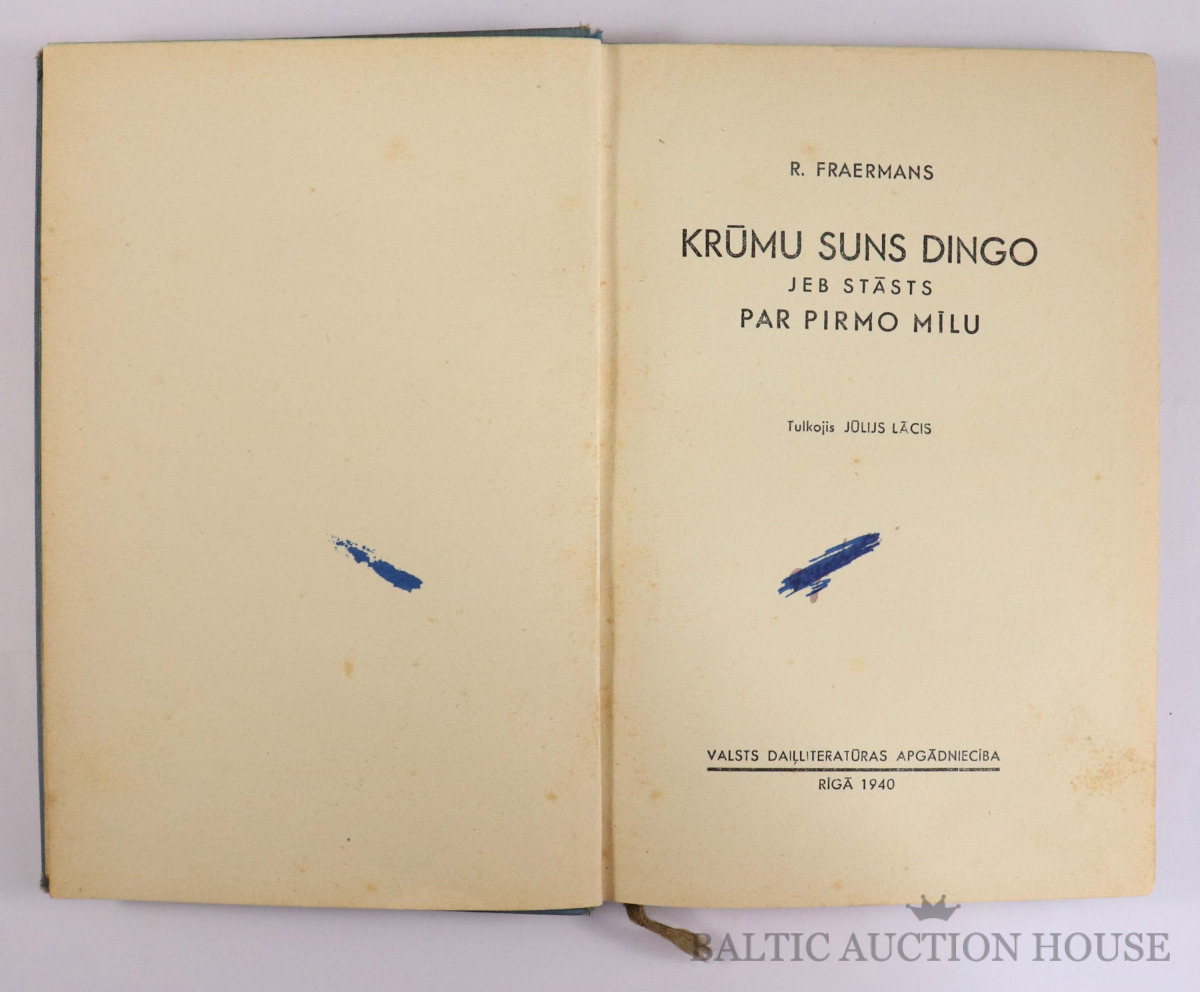 R. FRAERMANS
KRŪMU SUNS DINGO
JEB STĀSTS
PAR PIRMO MĪLU
Tulkojis JŪLIJS LĀCIS
VALSTS DAIĻLITERATŪRAS APGĀDNIECĪBA
RĪGĀ 1940
BALTIC AUCTION HOUSE